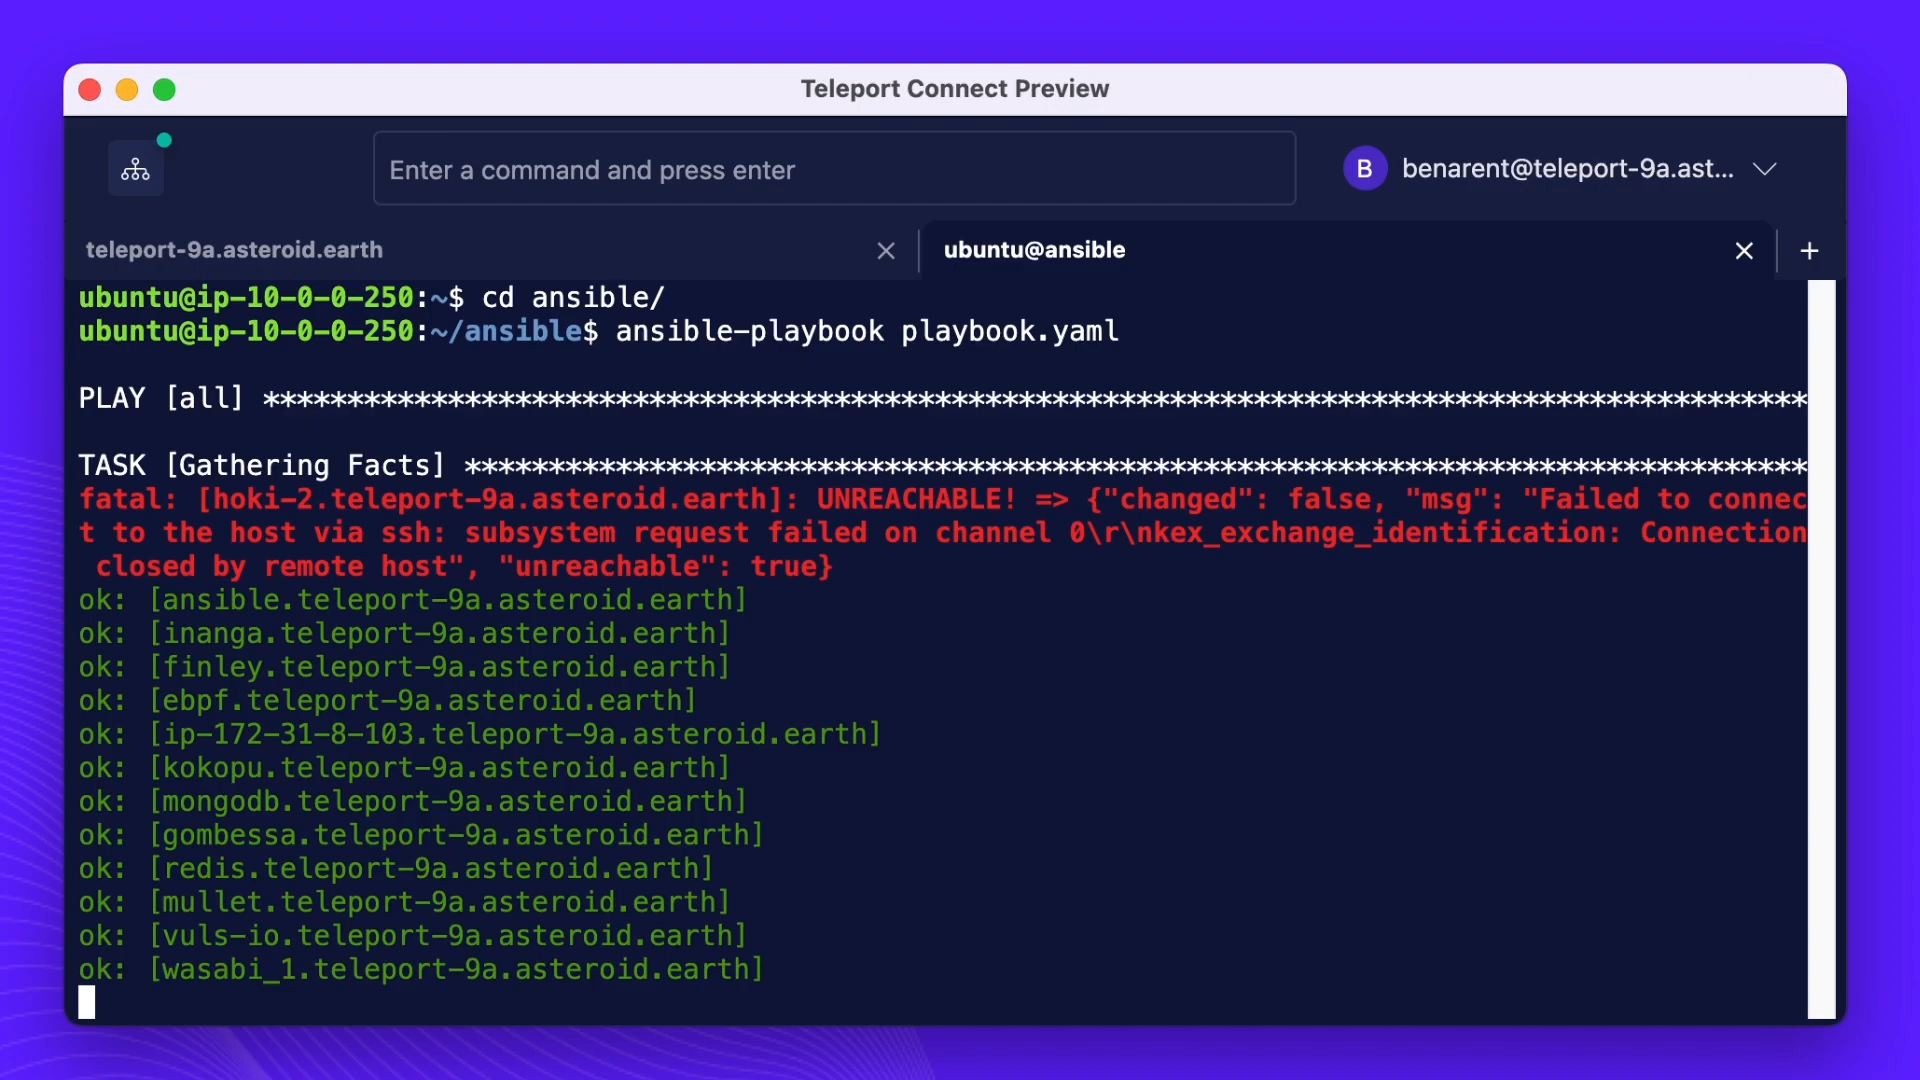 Teleport Connect Preview
Enter a command and press enter
B benarent@teleport-9a.ast...
teleport-9a.asteroid.earth
ubuntu@ansible
ubuntu@ip-10-0-0-250:~$ cd ansible/
ubuntu@ip-10-0-0-250:~/ansible$ ansible-playbook playbook.yaml
PLAY [all] ********************************************************************************************
TASK [Gathering Facts] ********************************************************************************
fatal: [hoki-2.teleport-9a.asteroid.earth]: UNREACHABLE! => {"changed": false, "msg": "Failed to connec
t to the host via ssh: subsystem request failed on channel 0\r\nkex_exchange_identification: Connection
closed by remote host", "unreachable": true}
ok: [ansible.teleport-9a.asteroid.earth]
ok: [inanga.teleport-9a.asteroid.earth]
ok: [finley.teleport-9a.asteroid.earth]
ok: [ebpf.teleport-9a.asteroid.earth]
ok: [ip-172-31-8-103.teleport-9a.asteroid.earth]
ok: [kokopu.teleport-9a.asteroid.earth]
ok: [mongodb.teleport-9a.asteroid.earth]
ok: [gombessa.teleport-9a.asteroid.earth]
ok: [redis.teleport-9a.asteroid.earth]
ok: [mullet.teleport-9a.asteroid.earth]
ok: [vuls-io.teleport-9a.asteroid.earth]
ok: [wasabi_1.teleport-9a.asteroid.earth]